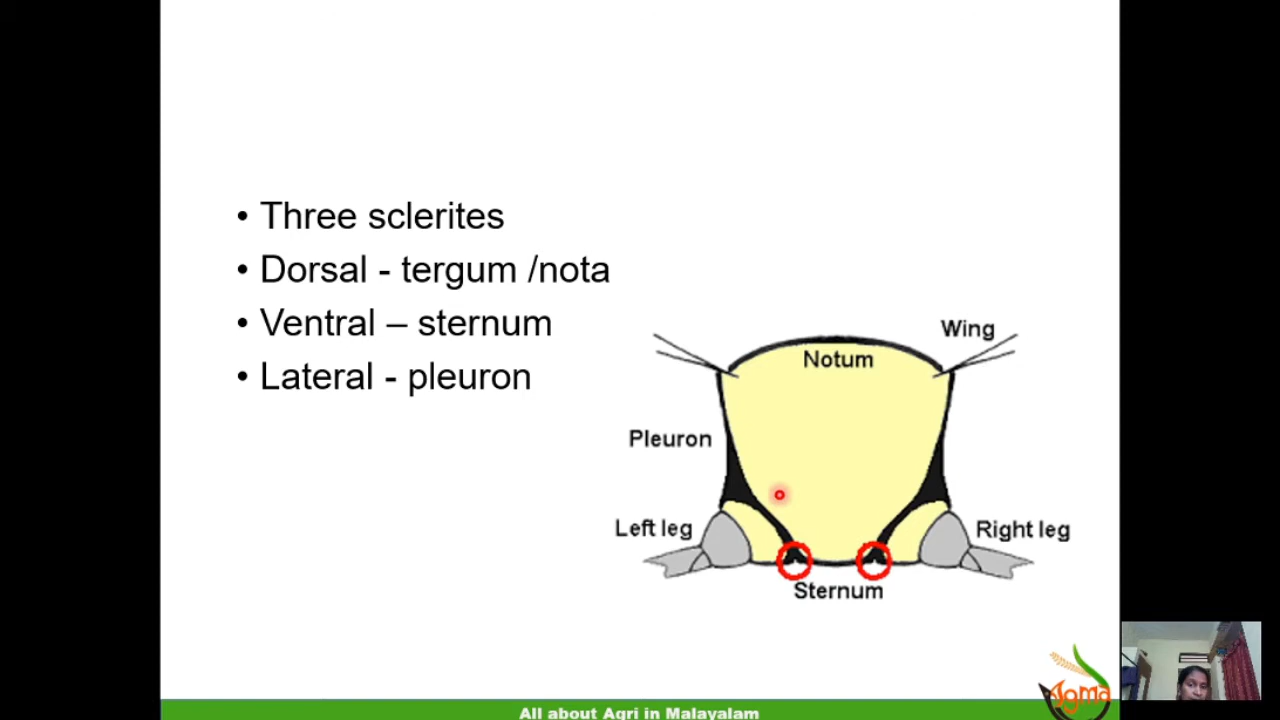 • Three sclerites
• Dorsal - tergum /nota
• Ventral – sternum
• Lateral - pleuron
Wing
Notum
Pleuron
Left leg
Right leg
Sternum
Agma
All about Agri in Malayalam